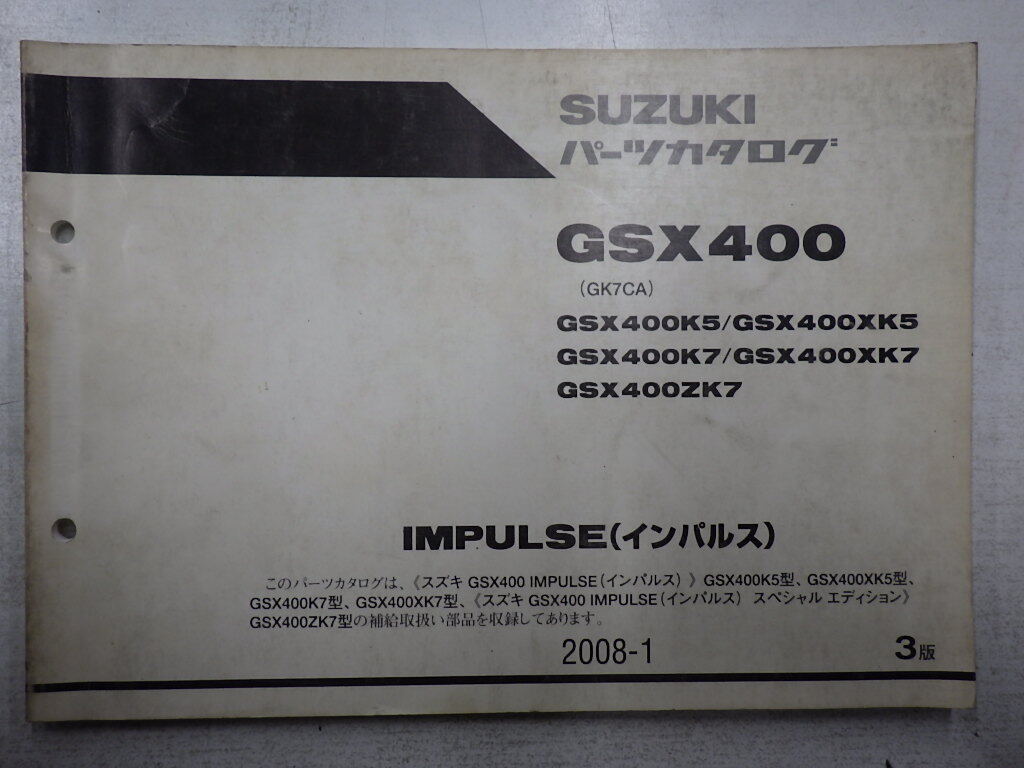 SUZUKI
パーツカタログ
GSX400
(GK7CA)
GSX400K5/GSX400XK5
GSX400K7/GSX400XK7
GSX400ZK7
IMPULSE(インパルス)
このパーツカタログは、《スズキ GSX400 IMPULSE(インパルス)》GSX400K5型、GSX400XK5型、
GSX400K7型、GSX400XK7型、《スズキ GSX400 IMPULSE(インパルス) スペシャル エディション》
GSX400ZK7型の補給取扱い部品を収録してあります。
2008-1 3版